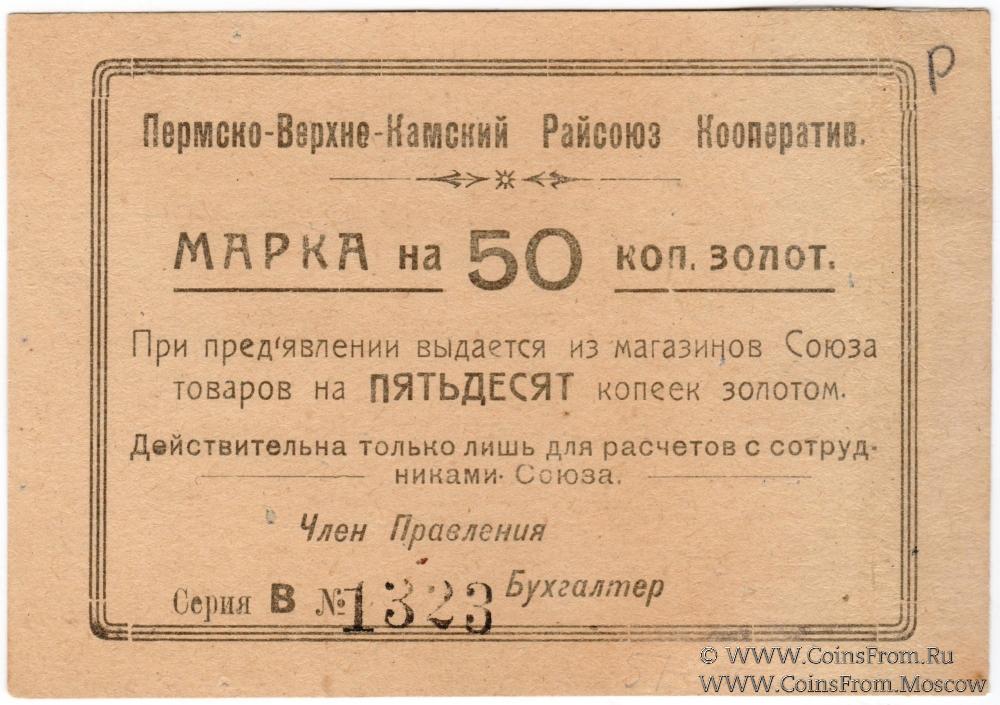 Р
Пермско-Верхне-Камский Райсоюз Кооператив.
МАРКА на 50 коп. золот.
При пред'явлении выдается из магазинов Союза
товаров на ПЯТЬДЕСЯТ копеек золотом.
Действительна только лишь для расчетов с сотруд-
никами Союза.
Член Правления
Бухгалтер
Серия В № 1323
© WWW.CoinsFrom.Ru
WWW.CoinsFrom.Moscow